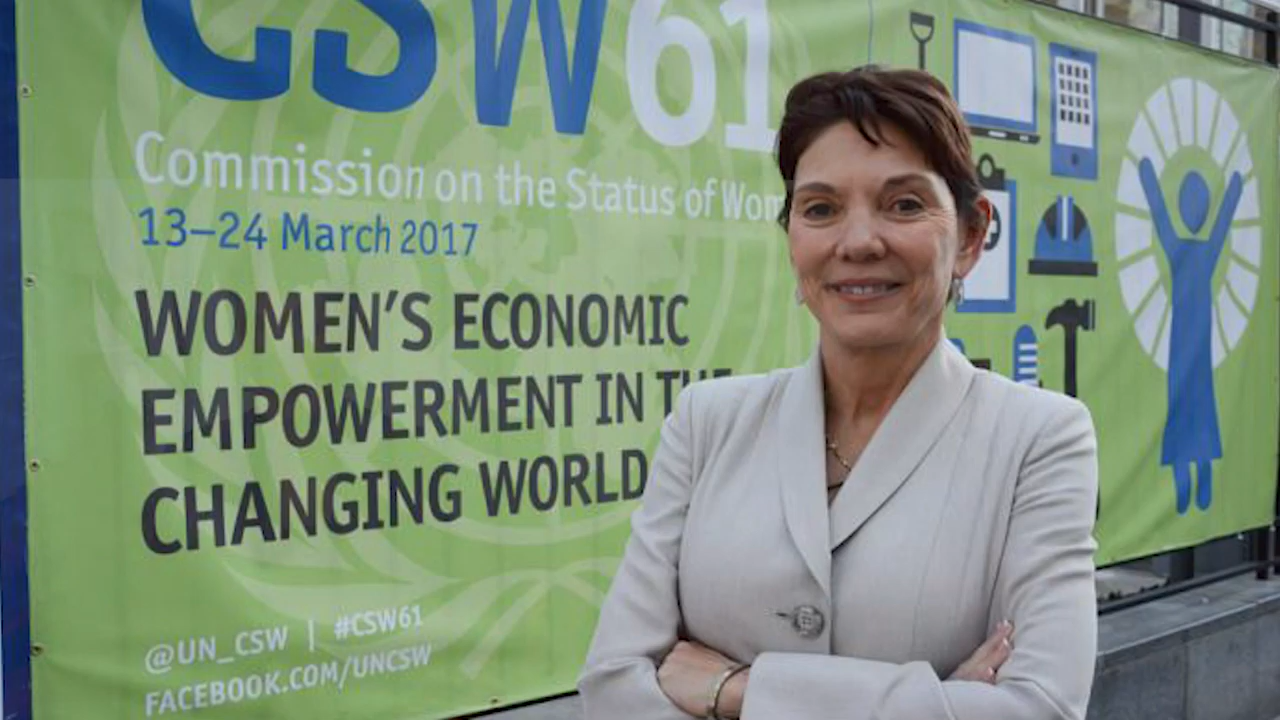 CSW61
Commission on the Status of Wom
13–24 March 2017
WOMEN'S ECONOMIC
EMPOWERMENT IN THE
CHANGING WORLD
@UN_CSW | #CSW61
FACEBOOK.COM/UNCSW